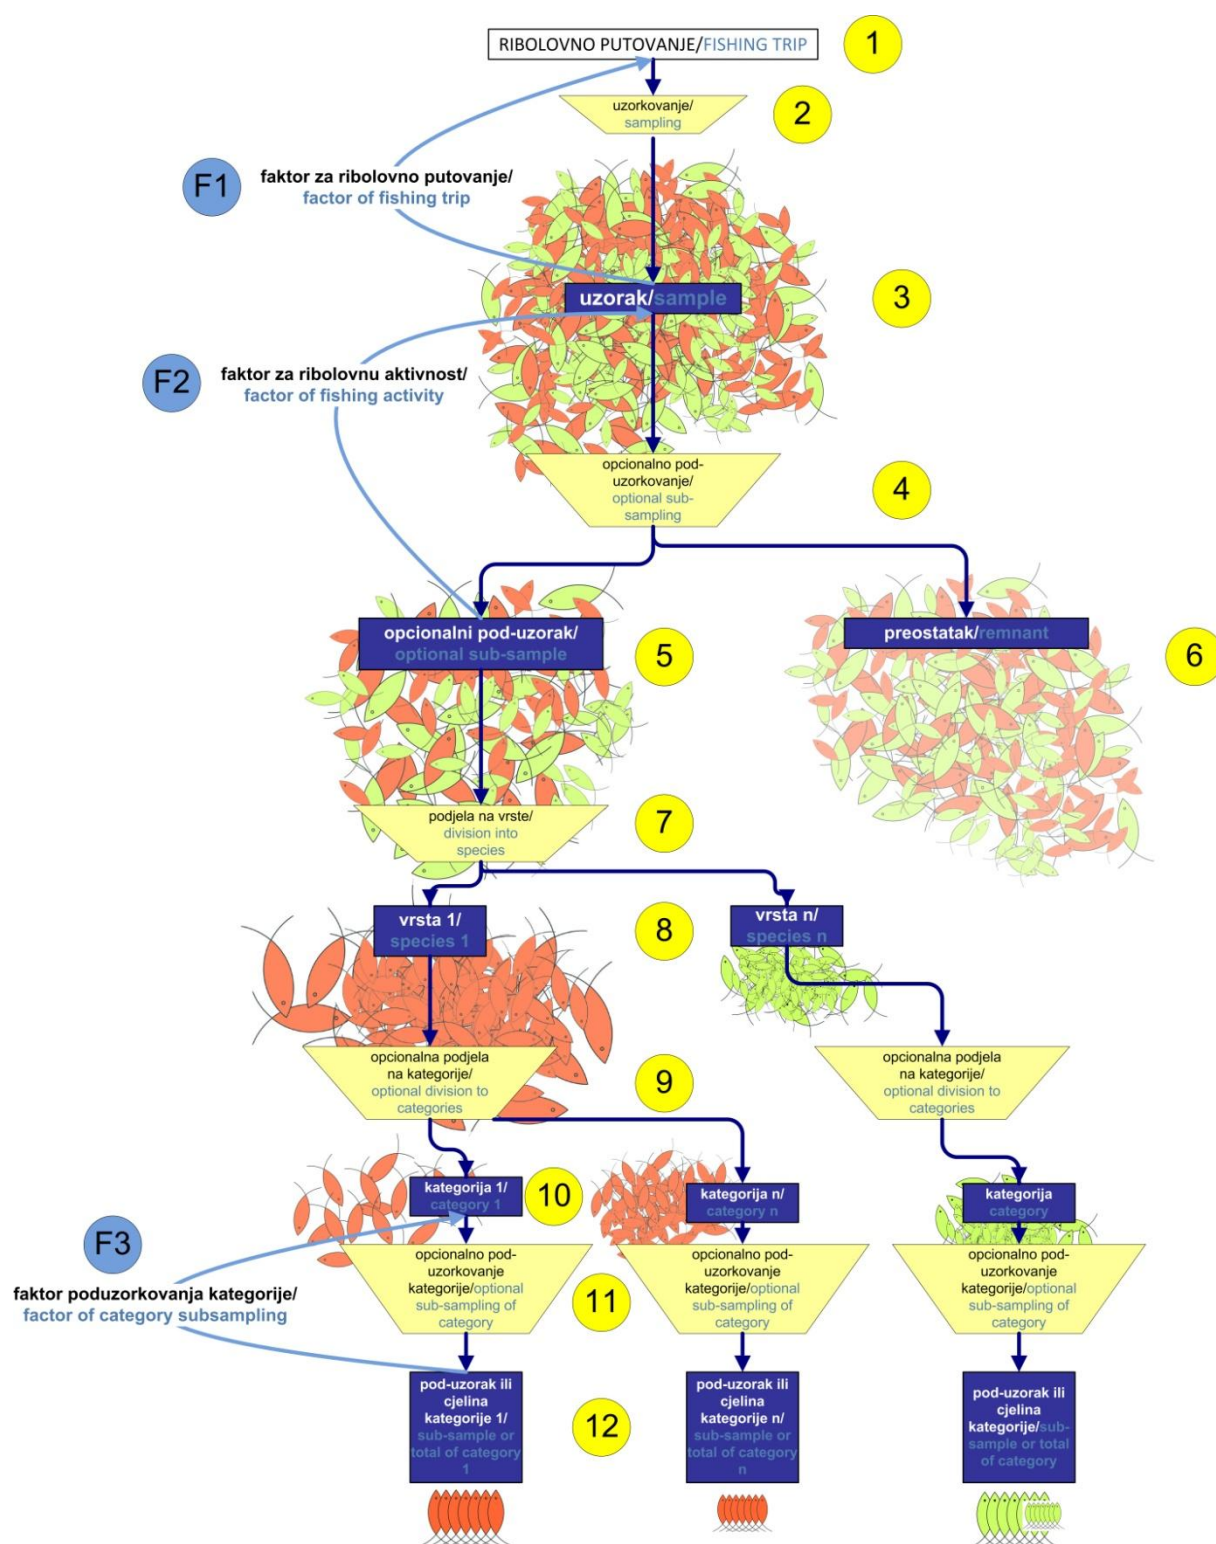 RIBOLOVNO PUTOVANJE/FISHING TRIP
1
uzorkovanje/
sampling
2
F1
faktor za ribolovno putovanje/
factor of fishing trip
uzorak/sample
3
F2
faktor za ribolovnu aktivnost/
factor of fishing activity
opcionalno pod-
uzorkovanje/
optional sub-
sampling
4
opcionalni pod-uzorak/
optional sub-sample
5
preostatak/remnant
6
podjela na vrste/
division into
species
7
vrsta 1/
species 1
8
vrsta n/
species n
opcionalna podjela
na kategorije/
optional division to
categories
9
opcionalna podjela
na kategorije/
optional division to
categories
kategorija 1/
category 1
10
kategorija n/
category n
kategorija
category
F3
faktor poduzorkovanja kategorije/
factor of category subsampling
opcionalno pod-
uzorkovanje
kategorije/optional
sub-sampling of
category
11
opcionalno pod-
uzorkovanje
kategorije/optional
sub-sampling of
category
opcionalno pod-
uzorkovanje
kategorije/optional
sub-sampling of
category
pod-uzorak ili
cjelina
kategorije 1/
sub-sample or
total of category
1
12
pod-uzorak ili
cjelina
kategorije n/
sub-sample or
total of category
n
pod-uzorak ili
cjelina
kategorije/sub-
sample or total
of category